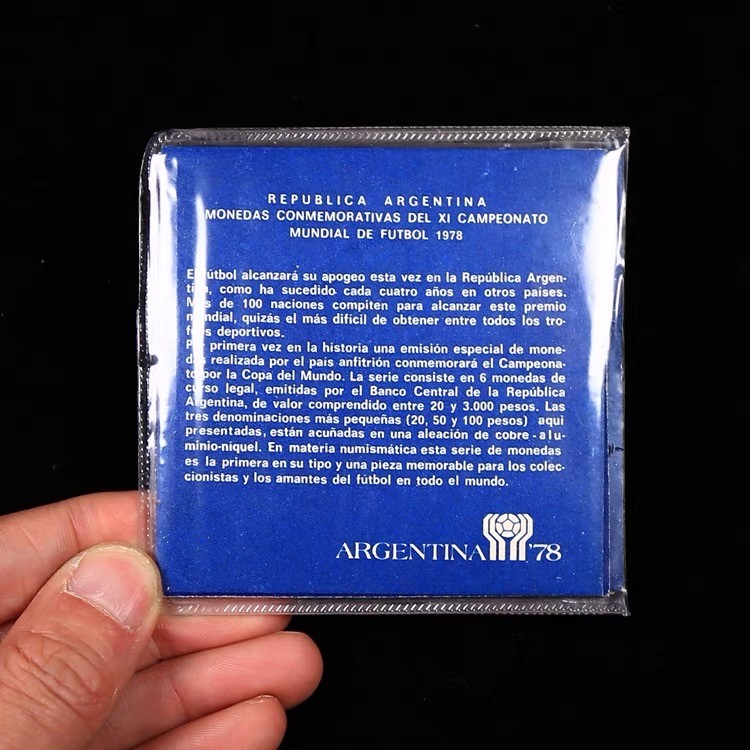 REPUBLICA ARGENTINA
MONEDAS CONMEMORATIVAS DEL XI CAMPEONATO
MUNDIAL DE FUTBOL 1978
El fútbol alcanzará su apogeo esta vez en la República Argen-
tina, como ha sucedido cada cuatro años en otros países.
Más de 100 naciones compiten para alcanzar este premio
mundial, quizás el más difícil de obtener entre todos los tro-
feos deportivos.
Por primera vez en la historia una emisión especial de mone-
das realizada por el país anfitrión conmemorará el Campeona-
to por la Copa del Mundo. La serie consiste en 6 monedas de
curso legal, emitidas por el Banco Central de la República
Argentina, de valor comprendido entre 20 y 3.000 pesos. Las
tres denominaciones más pequeñas (20, 50 y 100 pesos) aquí
presentadas, están acuñadas en una aleación de cobre-alu-
minio-níquel. En materia numismática esta serie de monedas
es la primera en su tipo y una pieza memorable para los colec-
cionistas y los amantes del fútbol en todo el mundo.
ARGENTINA '78